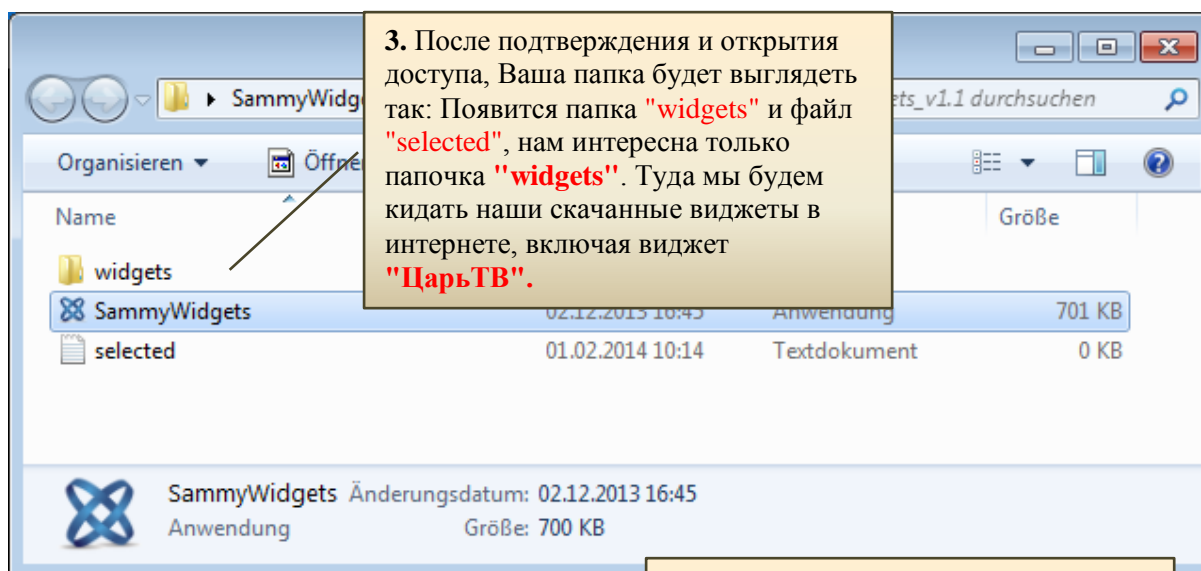 3. После подтверждения и открытия
доступа, Ваша папка будет выглядеть
так: Появится папка "widgets" и файл
"selected", нам интересна только
папочка "widgets". Туда мы будем
кидать наши скачанные виджеты в
интернете, включая виджет
"ЦарьТВ".
ets_v1.1 durchsuchen
Organisieren
Name Größe
widgets
SammyWidgets 02.12.2013 16:45 Anwendung 701 KB
selected 01.02.2014 10:14 Textdokument 0 KB
SammyWidgets Änderungsdatum: 02.12.2013 16:45
Anwendung Größe: 700 KB